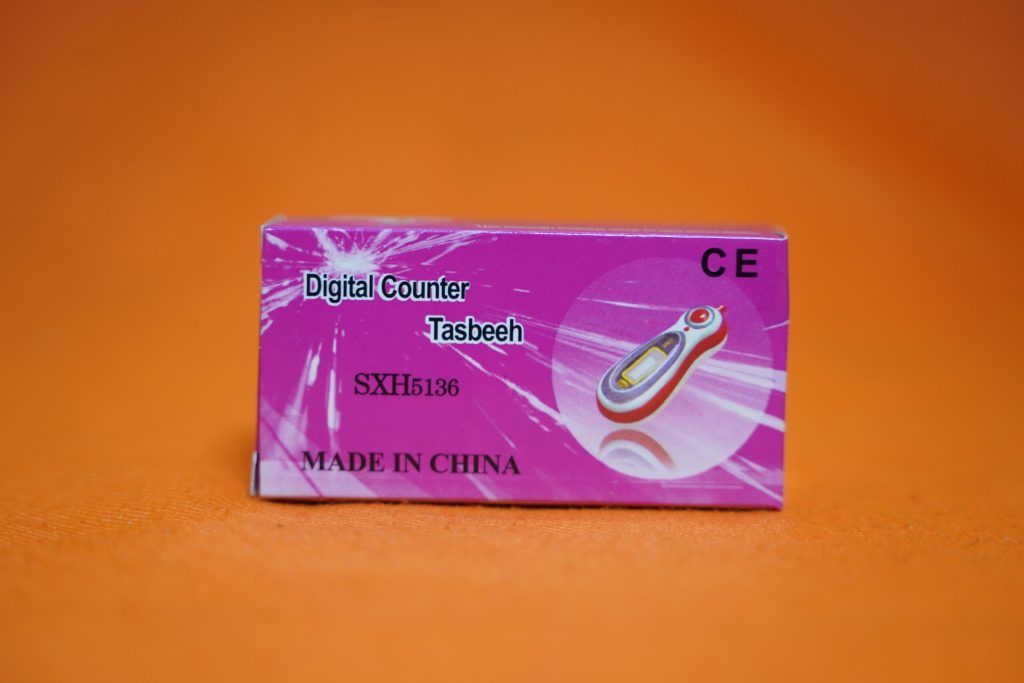 CE
Digital Counter
Tasbeeh
SXH5136
MADE IN CHINA